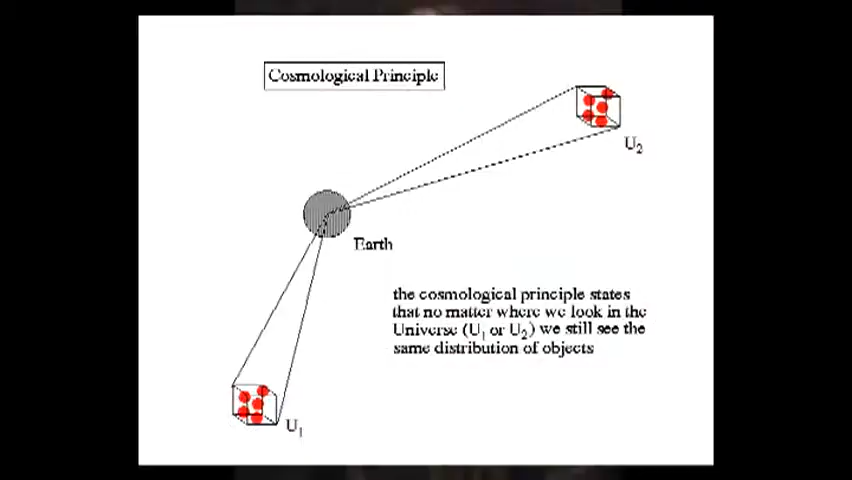 Cosmological Principle
U₂
Earth
the cosmological principle states
that no matter where we look in the
Universe (U₁ or U₂) we still see the
same distribution of objects
U₁